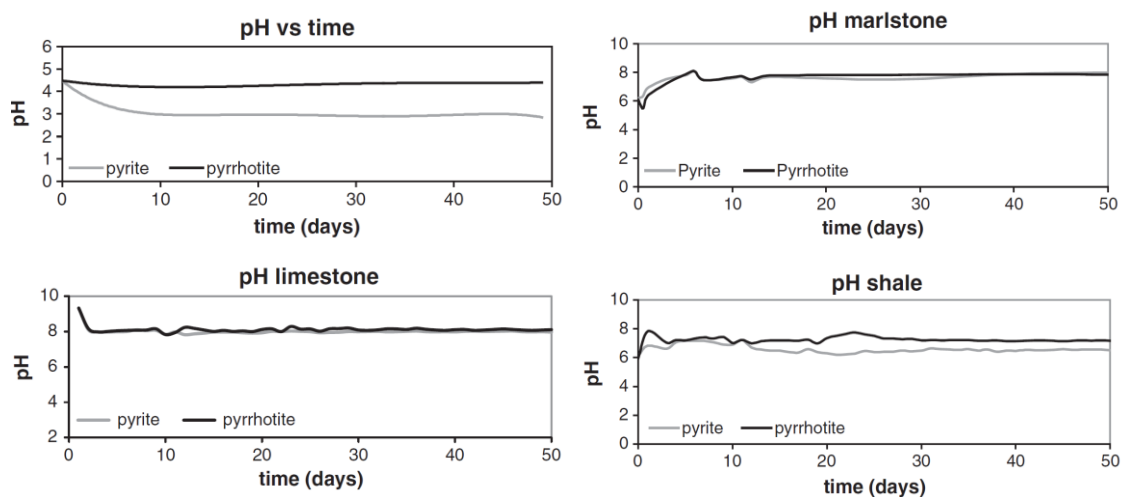 pH vs time
6
5
4
3
2
1
0
pH
pyrite pyrrhotite
0 10 20 30 40 50
time (days)
pH marlstone
10
8
6
4
2
0
pH
Pyrite Pyrrhotite
0 10 20 30 40 50
time (days)
pH limestone
10
8
6
4
2
pH
pyrite pyrrhotite
0 10 20 30 40 50
time (days)
pH shale
10
8
6
4
2
0
pH
pyrite pyrrhotite
0 10 20 30 40 50
time (days)